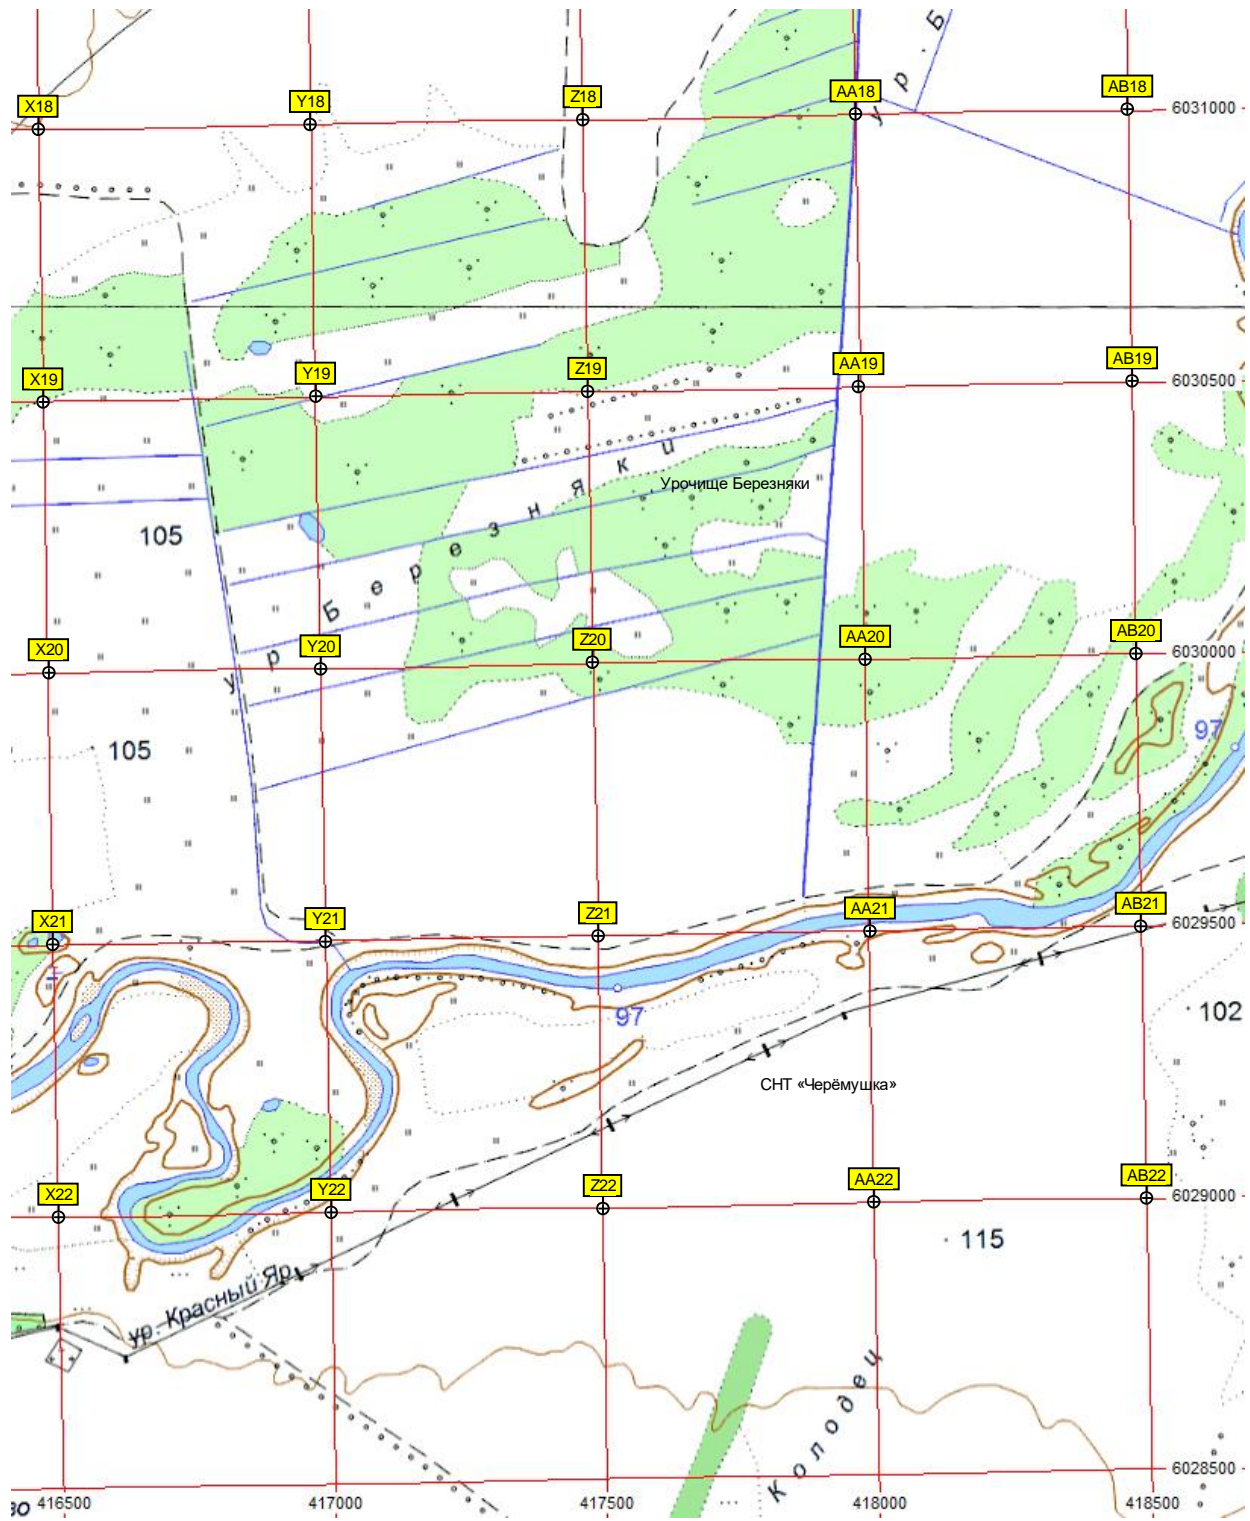 ур. Б
X18
Y18
Z18
AA18
AB18
6031000
X19
Y19
Z19
AA19
AB19
6030500
Урочище Березняки
ур. Березняки
105
X20
Y20
Z20
AA20
AB20
6030000
105
97
X21
Y21
Z21
AA21
AB21
6029500
97
102
СНТ «Черёмушка»
X22
Y22
Z22
AA22
AB22
6029000
115
ур. Красный Яр
Колодец
6028500
во
416500
417000
417500
418000
418500